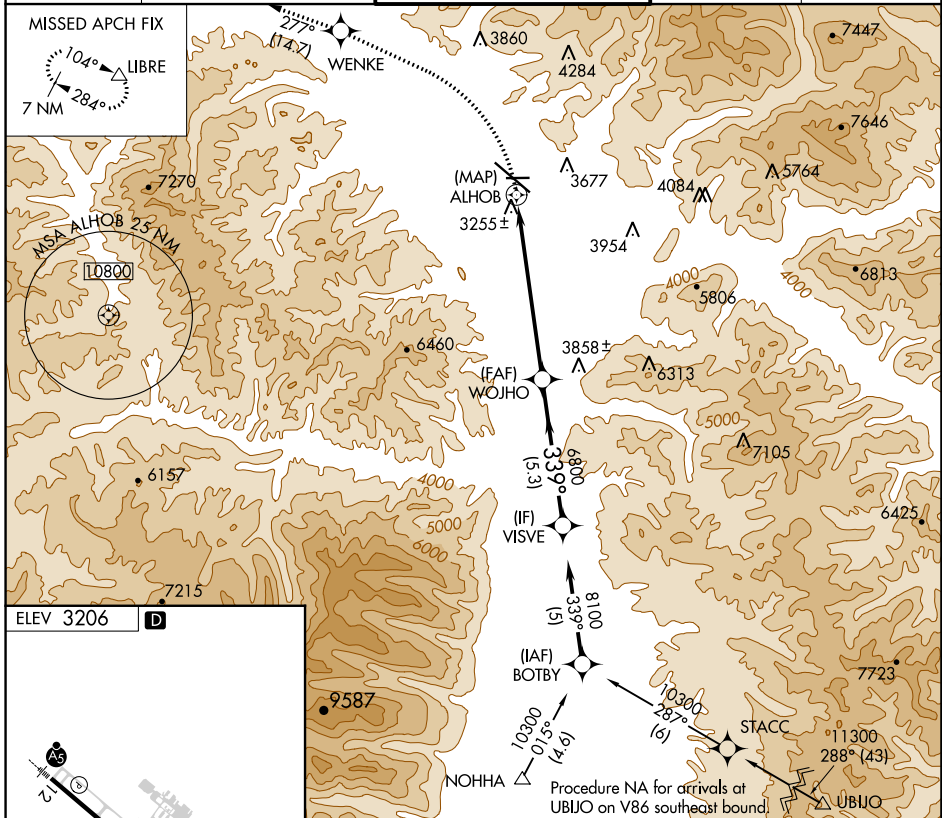 MISSED APCH FIX
104°
LIBRE
284°
7 NM
277°
(14.7)
WENKE
3860
4284
7447
7646
7270
(MAP)
ALHOB
3255±
3677
4084
5764
3954
MSA ALHOB 25 NM
10800
4000
5806
4000
6813
6460
(FAF)
WOJHO
3858±
6313
5000
7105
6157
4000
5000
6000
6800
339°
(5.3)
(IF)
VISVE
6425
7215
8100
339°
(5)
ELEV 3206
D
(IAF)
BOTBY
7723
9587
10300
287°
(6)
STACC
10300
015°
(4.6)
11300
288° (43)
NOHHA
Procedure NA for arrivals at
UBIJO on V86 southeast bound.
UBIJO
A5
P
12